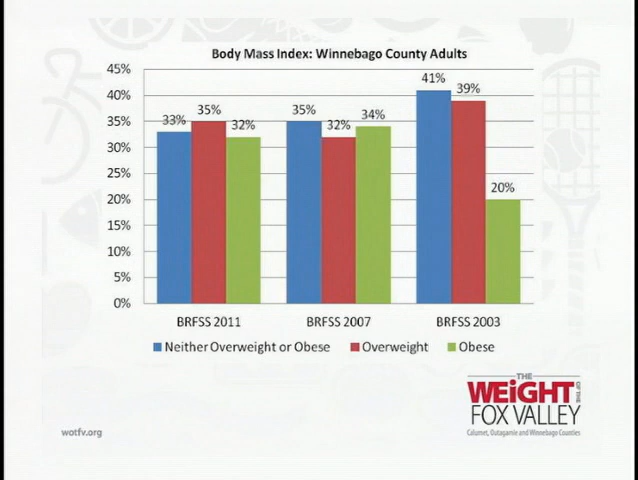 Body Mass Index: Winnebago County Adults
45%
40%
35%
30%
25%
20%
15%
10%
5%
0%
33%
35%
32%
35%
32%
34%
41%
39%
20%
BRFSS 2011
BRFSS 2007
BRFSS 2003
Neither Overweight or Obese
Overweight
Obese
THE
WEiGHT OF THE
FOX VALLEY
Calumet, Outagamie and Winnebago Counties
wotfv.org